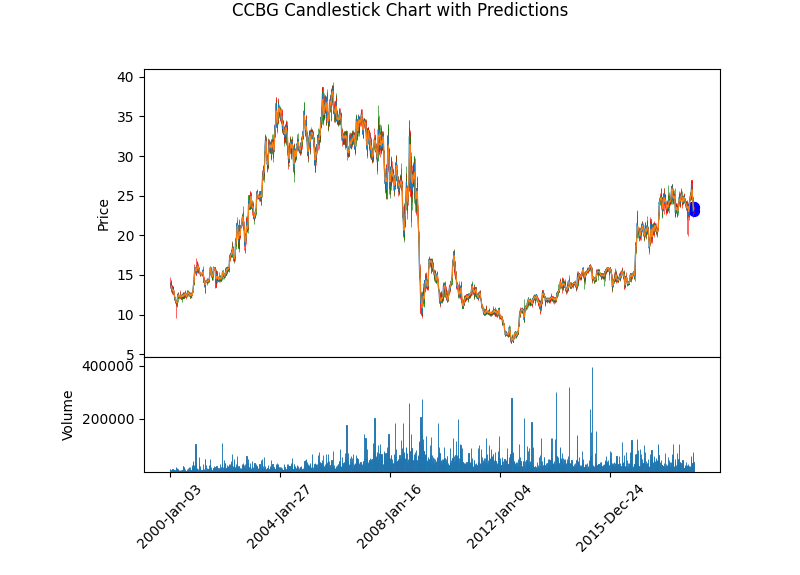 CCBG Candlestick Chart with Predictions
40
35
30
25
20
15
10
5
Price
400000
200000
Volume
2000-Jan-03
2004-Jan-27
2008-Jan-16
2012-Jan-04
2015-Dec-24